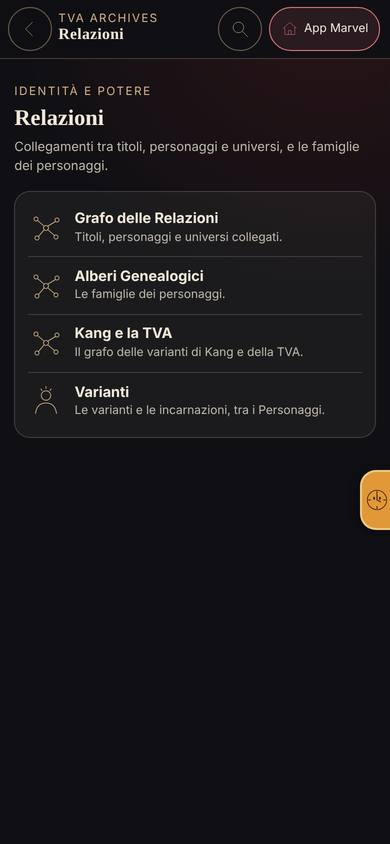 TVA ARCHIVES
Relazioni
App Marvel
IDENTITÀ E POTERE
Relazioni
Collegamenti tra titoli, personaggi e universi, e le famiglie
dei personaggi.
Grafo delle Relazioni
Titoli, personaggi e universi collegati.
Alberi Genealogici
Le famiglie dei personaggi.
Kang e la TVA
Il grafo delle varianti di Kang e della TVA.
Varianti
Le varianti e le incarnazioni, tra i Personaggi.